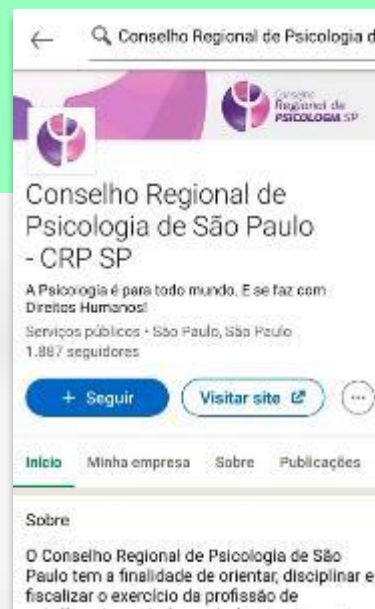 Conselho Regional de Psicologia d
Conselho
Regional de
PSICOLOGIA SP
Conselho Regional de
Psicologia de São Paulo
- CRP SP
A Psicologia é para todo mundo. E se faz com
Direitos Humanos!
Serviços públicos • São Paulo, São Paulo
1.887 seguidores
+ Seguir
Visitar site
Início Minha empresa Sobre Publicações
Sobre
O Conselho Regional de Psicologia de São
Paulo tem a finalidade de orientar, disciplinar e
fiscalizar o exercício da profissão de